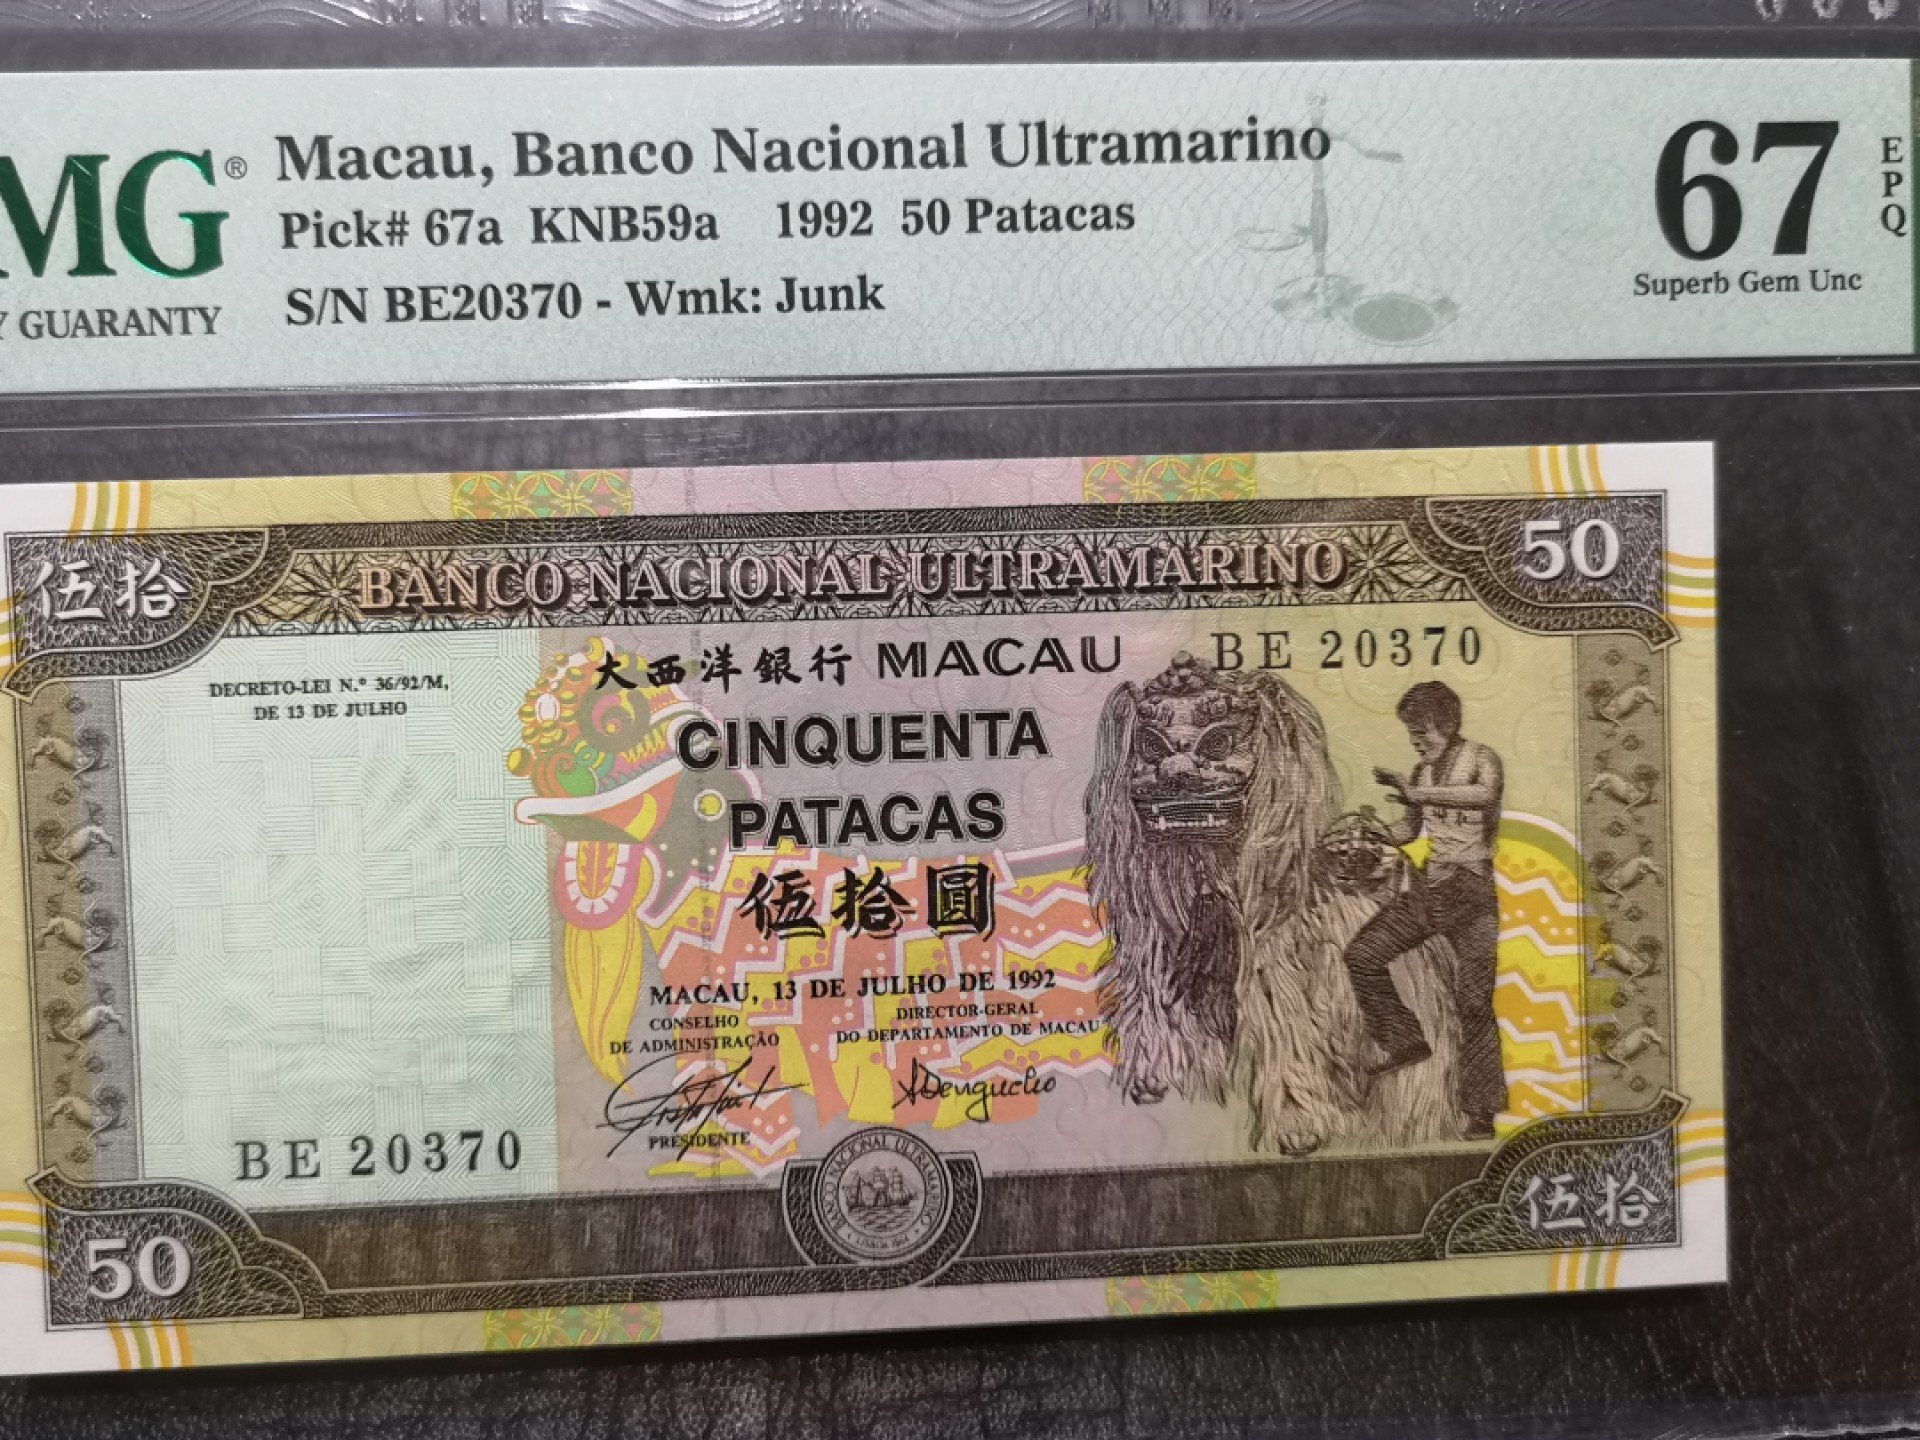 MG® Macau, Banco Nacional Ultramarino
Pick# 67a KNB59a 1992 50 Patacas
S/N BE20370 - Wmk: Junk
GUARANTY
67 EPQ
Superb Gem Unc
伍拾 BANCO NACIONAL ULTRAMARINO 50
DECRETO-LEI N.º 36/92/M,
DE 13 DE JULHO
大西洋銀行 MACAU BE 20370
CINQUENTA
PATACAS
伍拾圓
MACAU, 13 DE JULHO DE 1992
CONSELHO
DE ADMINISTRAÇÃO
DIRECTOR-GERAL
DO DEPARTAMENTO DE MACAU
PRESIDENTE
BE 20370
BANCO NACIONAL ULTRAMARINO
50 伍拾